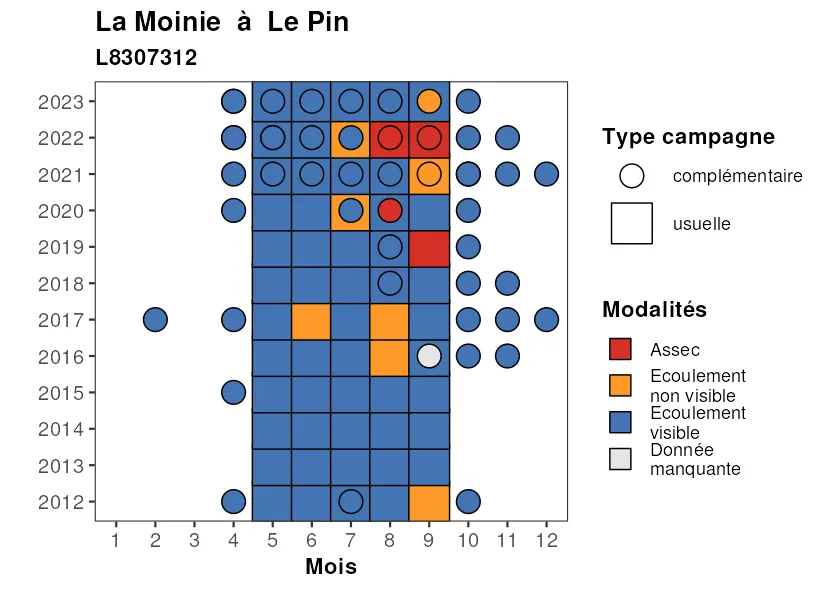 La Moinie à Le Pin
L8307312
2023
2022
2021
2020
2019
2018
2017
2016
2015
2014
2013
2012
1 2 3 4 5 6 7 8 9 10 11 12
Mois
Type campagne
complémentaire
usuelle
Modalités
Assec
Ecoulement
non visible
Ecoulement
visible
Donnée
manquante